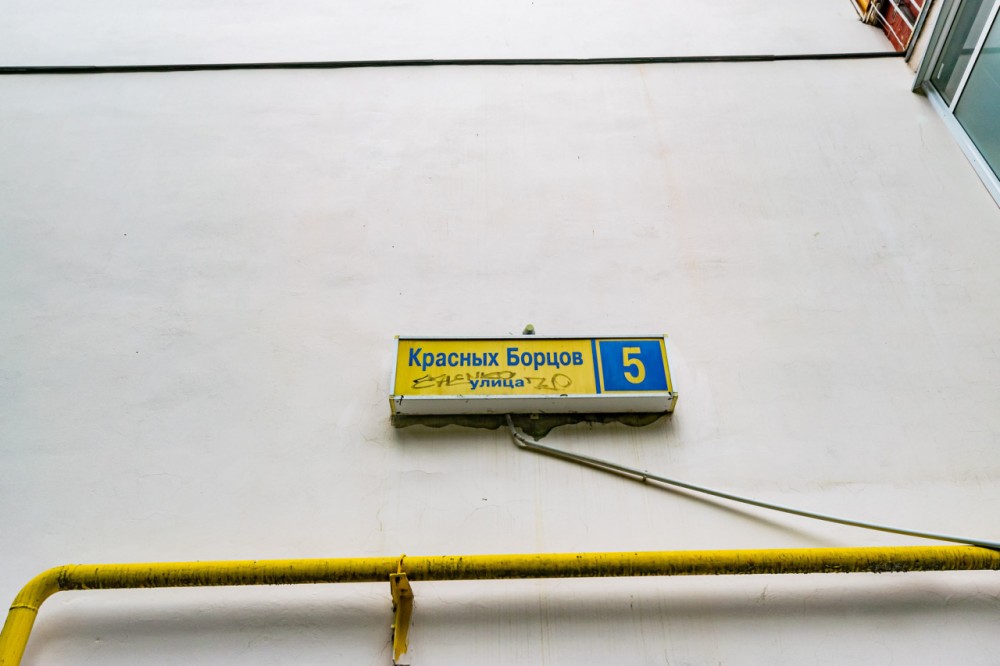 Красных Борцов
улица
5